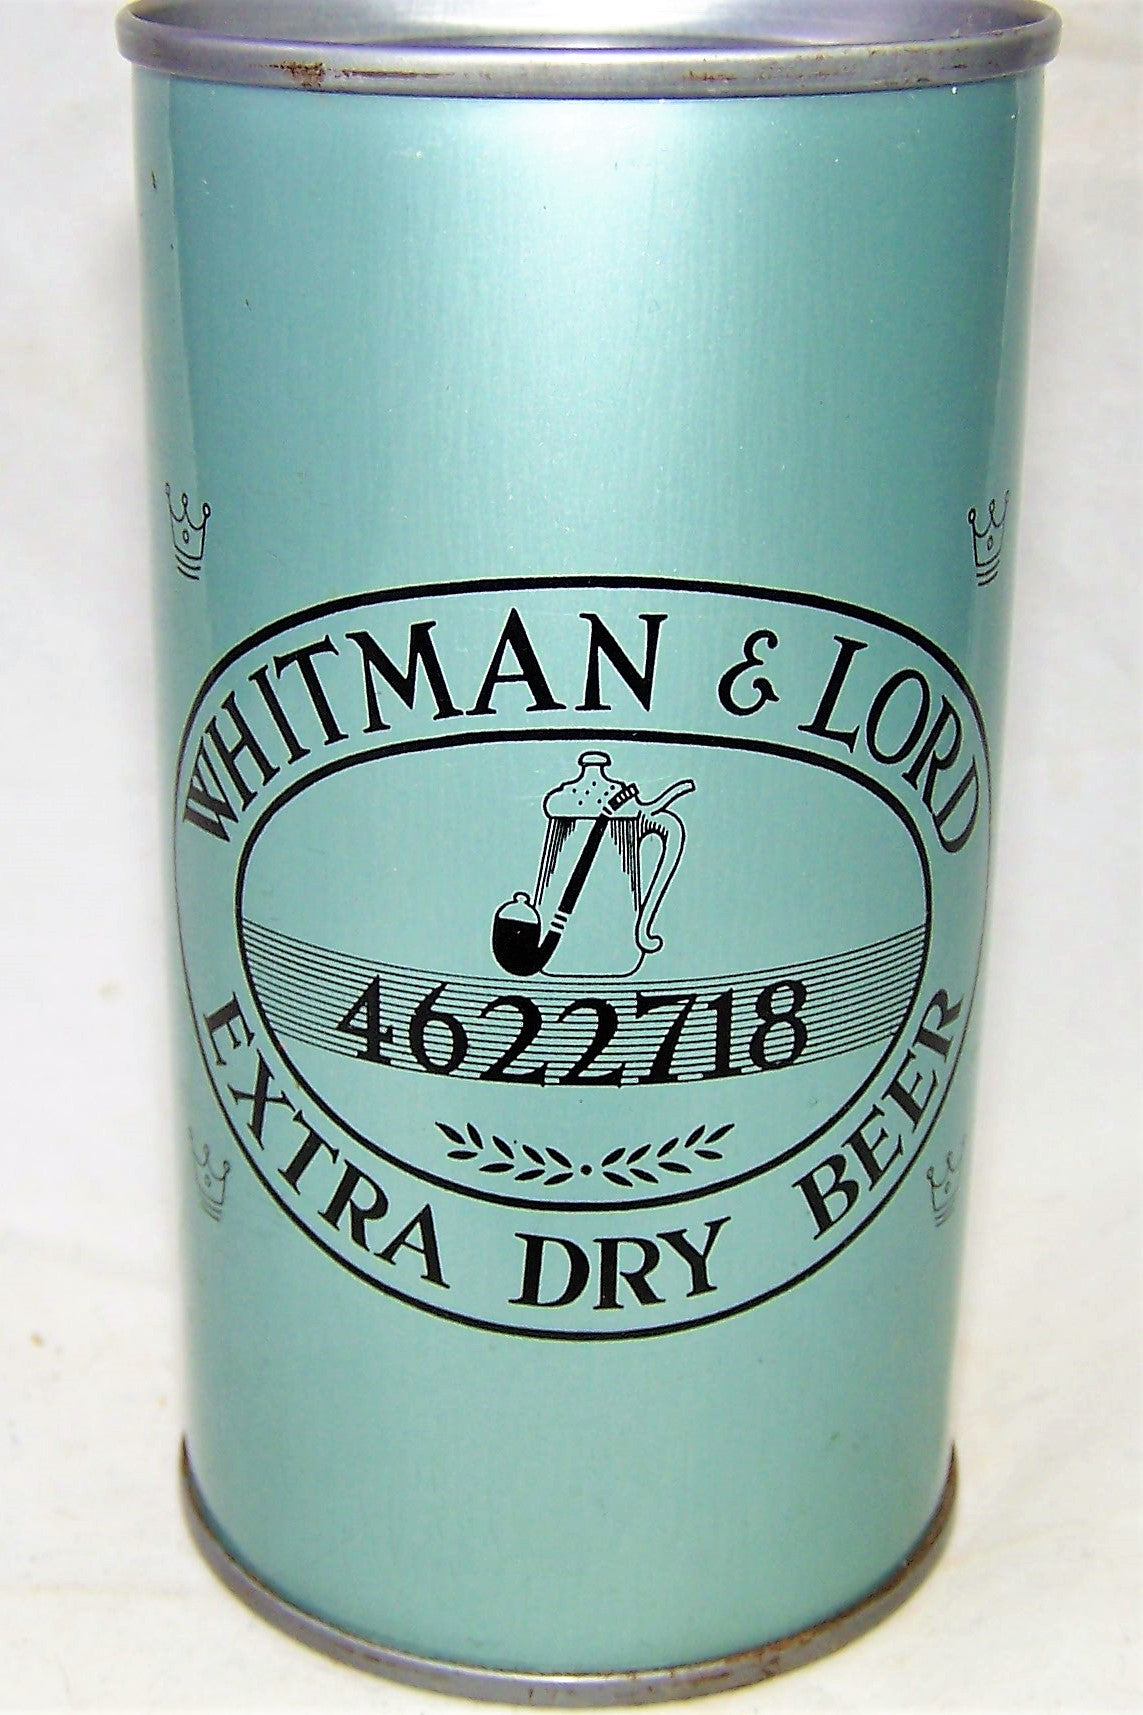 WHITMAN & LORD
4622718
EXTRA DRY BEER